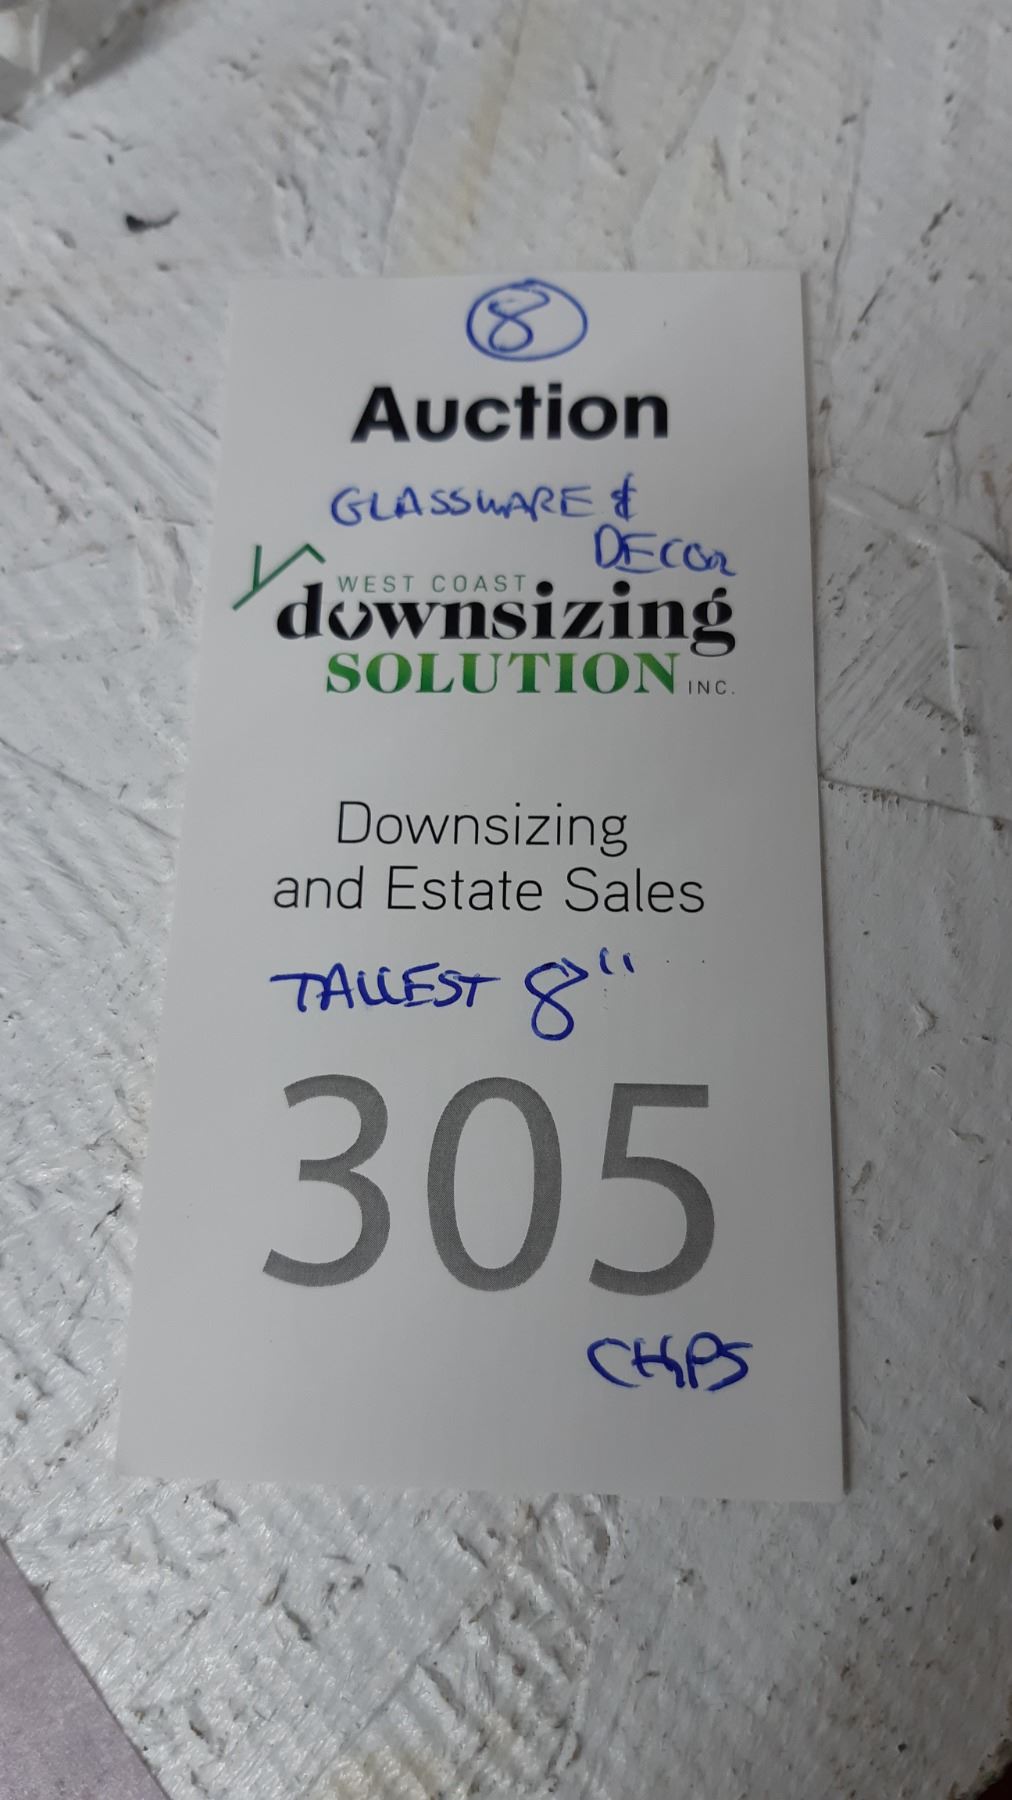 8
Auction
GLASSWARE &
DECOR
WEST COAST
downsizing
SOLUTION INC.
Downsizing
and Estate Sales
TALLEST 8"
305
CHIPS